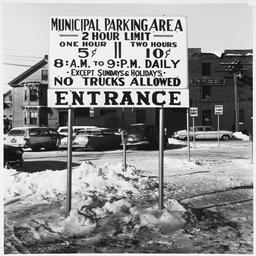 MUNICIPAL PARKING AREA
2 HOUR LIMIT
ONE HOUR || TWO HOURS
5¢ || 10¢
8:A.M. TO 9:P.M. DAILY
·EXCEPT SUNDAYS & HOLIDAYS·
NO TRUCKS ALLOWED
ENTRANCE